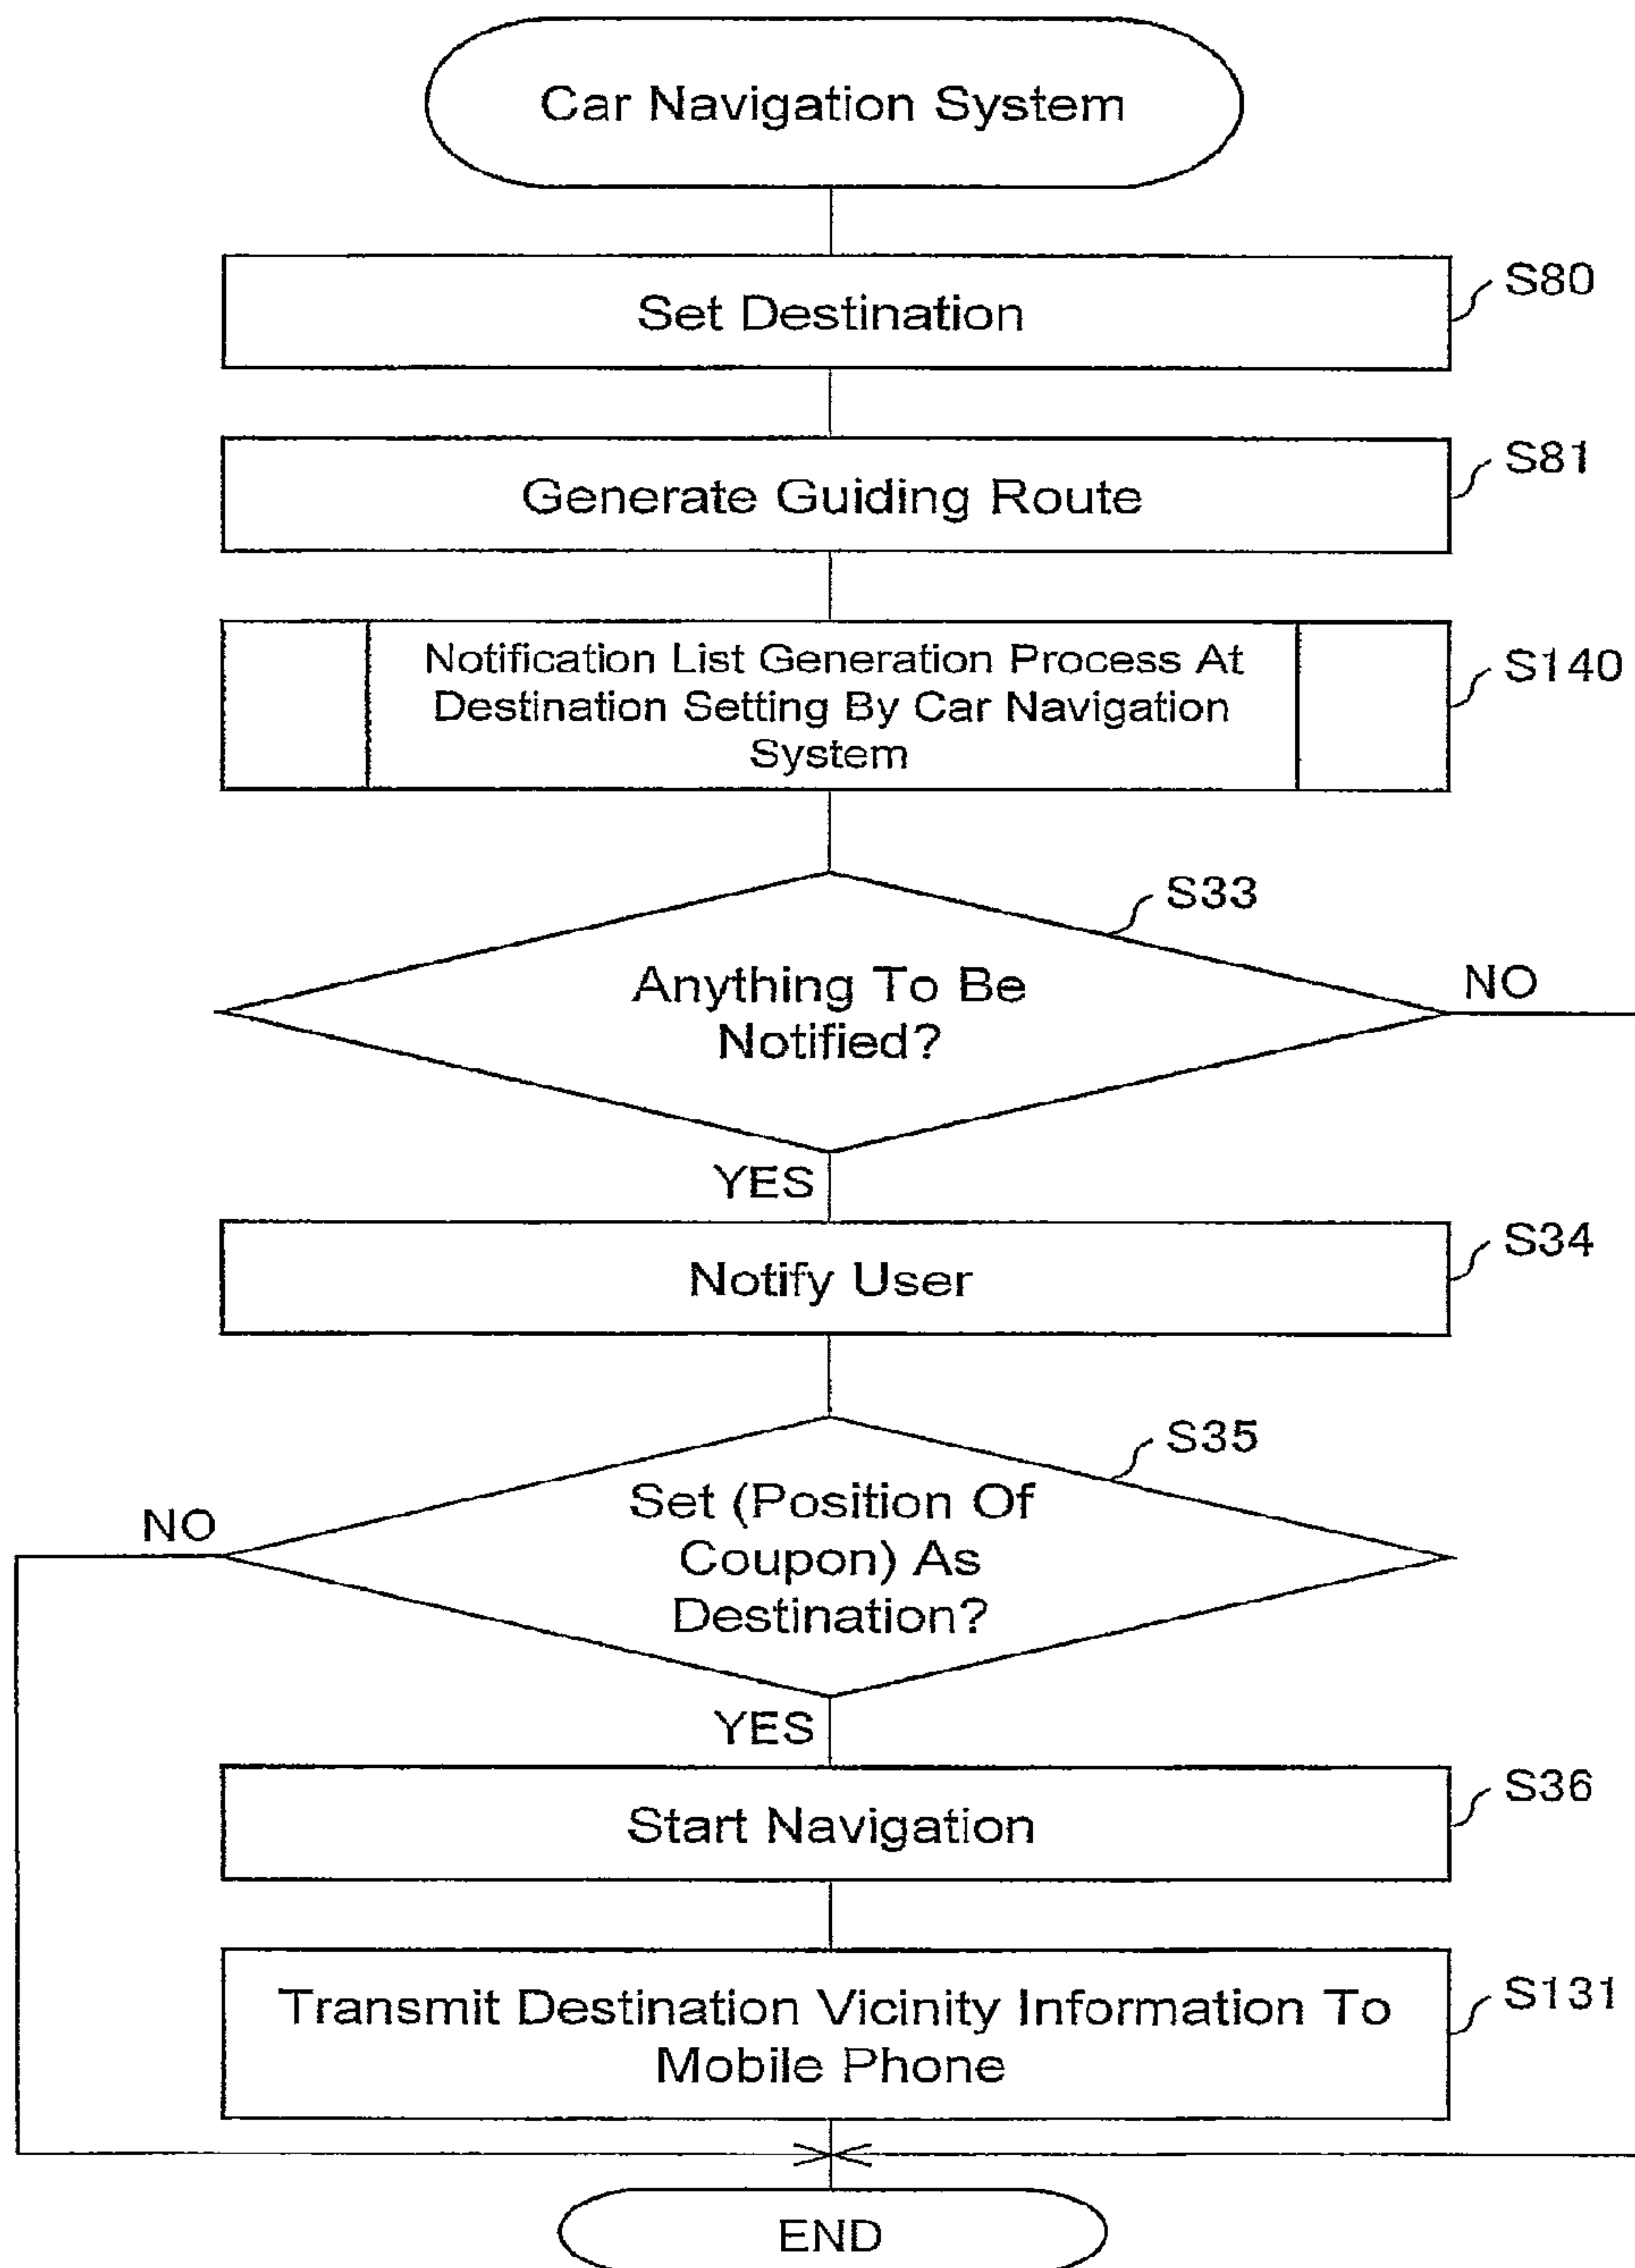 Car Navigation System
Set Destination
S80
Generate Guiding Route
S81
Notification List Generation Process At
Destination Setting By Car Navigation
System
S140
S33
Anything To Be
Notified?
NO
YES
Notify User
S34
S35
Set (Position Of
Coupon) As
Destination?
NO
YES
Start Navigation
S36
Transmit Destination Vicinity Information To
Mobile Phone
S131
END